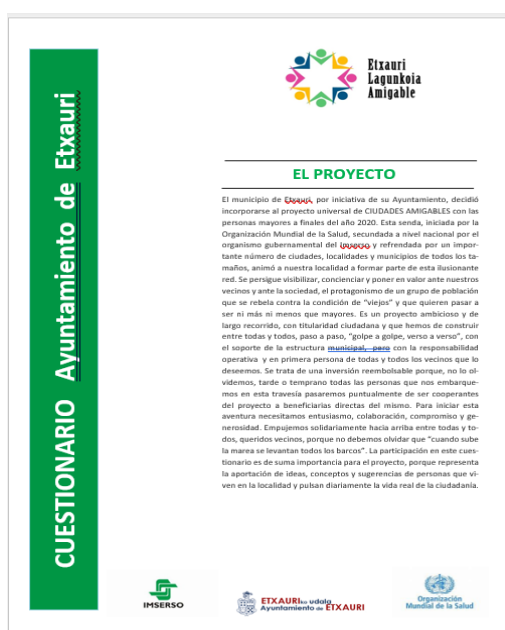 CUESTIONARIO Ayuntamiento de Etxauri
Etxauri
Lagunkoia
Amigable
EL PROYECTO
El municipio de Etxauri, por iniciativa de su Ayuntamiento, decidió
incorporarse al proyecto universal de CIUDADES AMIGABLES con las
personas mayores a finales del año 2020. Esta senda, iniciada por la
Organización Mundial de la Salud, secundada a nivel nacional por el
organismo gubernamental del Imserso y refrendada por un impor-
tante número de ciudades, localidades y municipios de todos los ta-
maños, animó a nuestra localidad a formar parte de esta ilusionante
red. Se persigue visibilizar, concienciar y poner en valor ante nuestros
vecinos y ante la sociedad, el protagonismo de un grupo de población
que se rebela contra la condición de “viejos” y que quieren pasar a
ser ni más ni menos que mayores. Es un proyecto ambicioso y de
largo recorrido, con titularidad ciudadana y que hemos de construir
entre todas y todos, paso a paso, “golpe a golpe, verso a verso”, con
el soporte de la estructura municipal, pero con la responsabilidad
operativa y en primera persona de todas y todos los vecinos que lo
deseemos. Se trata de una inversión reembolsable porque, no lo ol-
videmos, tarde o temprano todas las personas que nos embarque-
mos en esta travesía pasaremos puntualmente de ser cooperantes
del proyecto a beneficiarias directas del mismo. Para iniciar esta
aventura necesitamos entusiasmo, colaboración, compromiso y ge-
nerosidad. Empujemos solidariamente hacia arriba entre todas y to-
dos, queridos vecinos, porque no debemos olvidar que “cuando sube
la marea se levantan todos los barcos”. La participación en este cues-
tionario es de suma importancia para el proyecto, porque representa
la aportación de ideas, conceptos y sugerencias de personas que vi-
ven en la localidad y pulsan diariamente la vida real de la ciudadanía.
IMSERSO
ETXAURIko udala
Ayuntamiento de ETXAURI
Organización
Mundial de la Salud